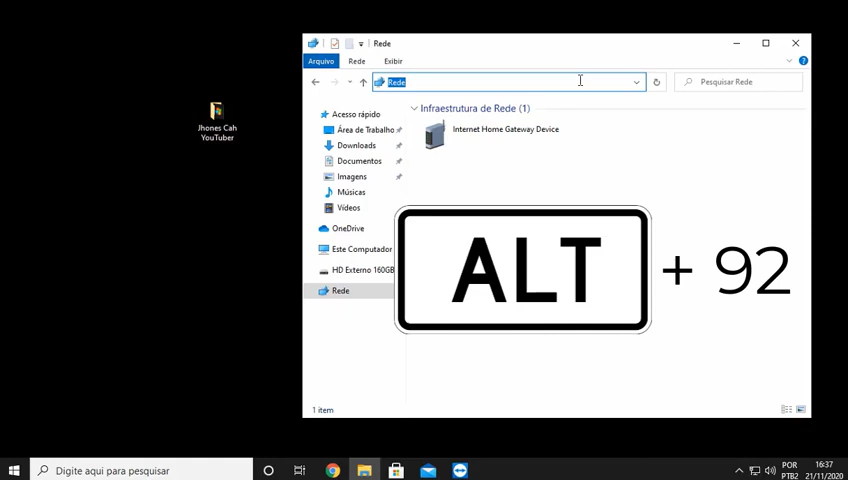 Jhones Cah
YouTuber
Rede
Arquivo
Rede
Exibir
Rede
Pesquisar Rede
Acesso rápido
Área de Trabalho
Downloads
Documentos
Imagens
Músicas
Vídeos
OneDrive
Este Computador
HD Externo 160GB
Rede
Infraestrutura de Rede (1)
Internet Home Gateway Device
ALT + 92
1 item
Digite aqui para pesquisar
POR
PTB2
16:37
21/11/2020